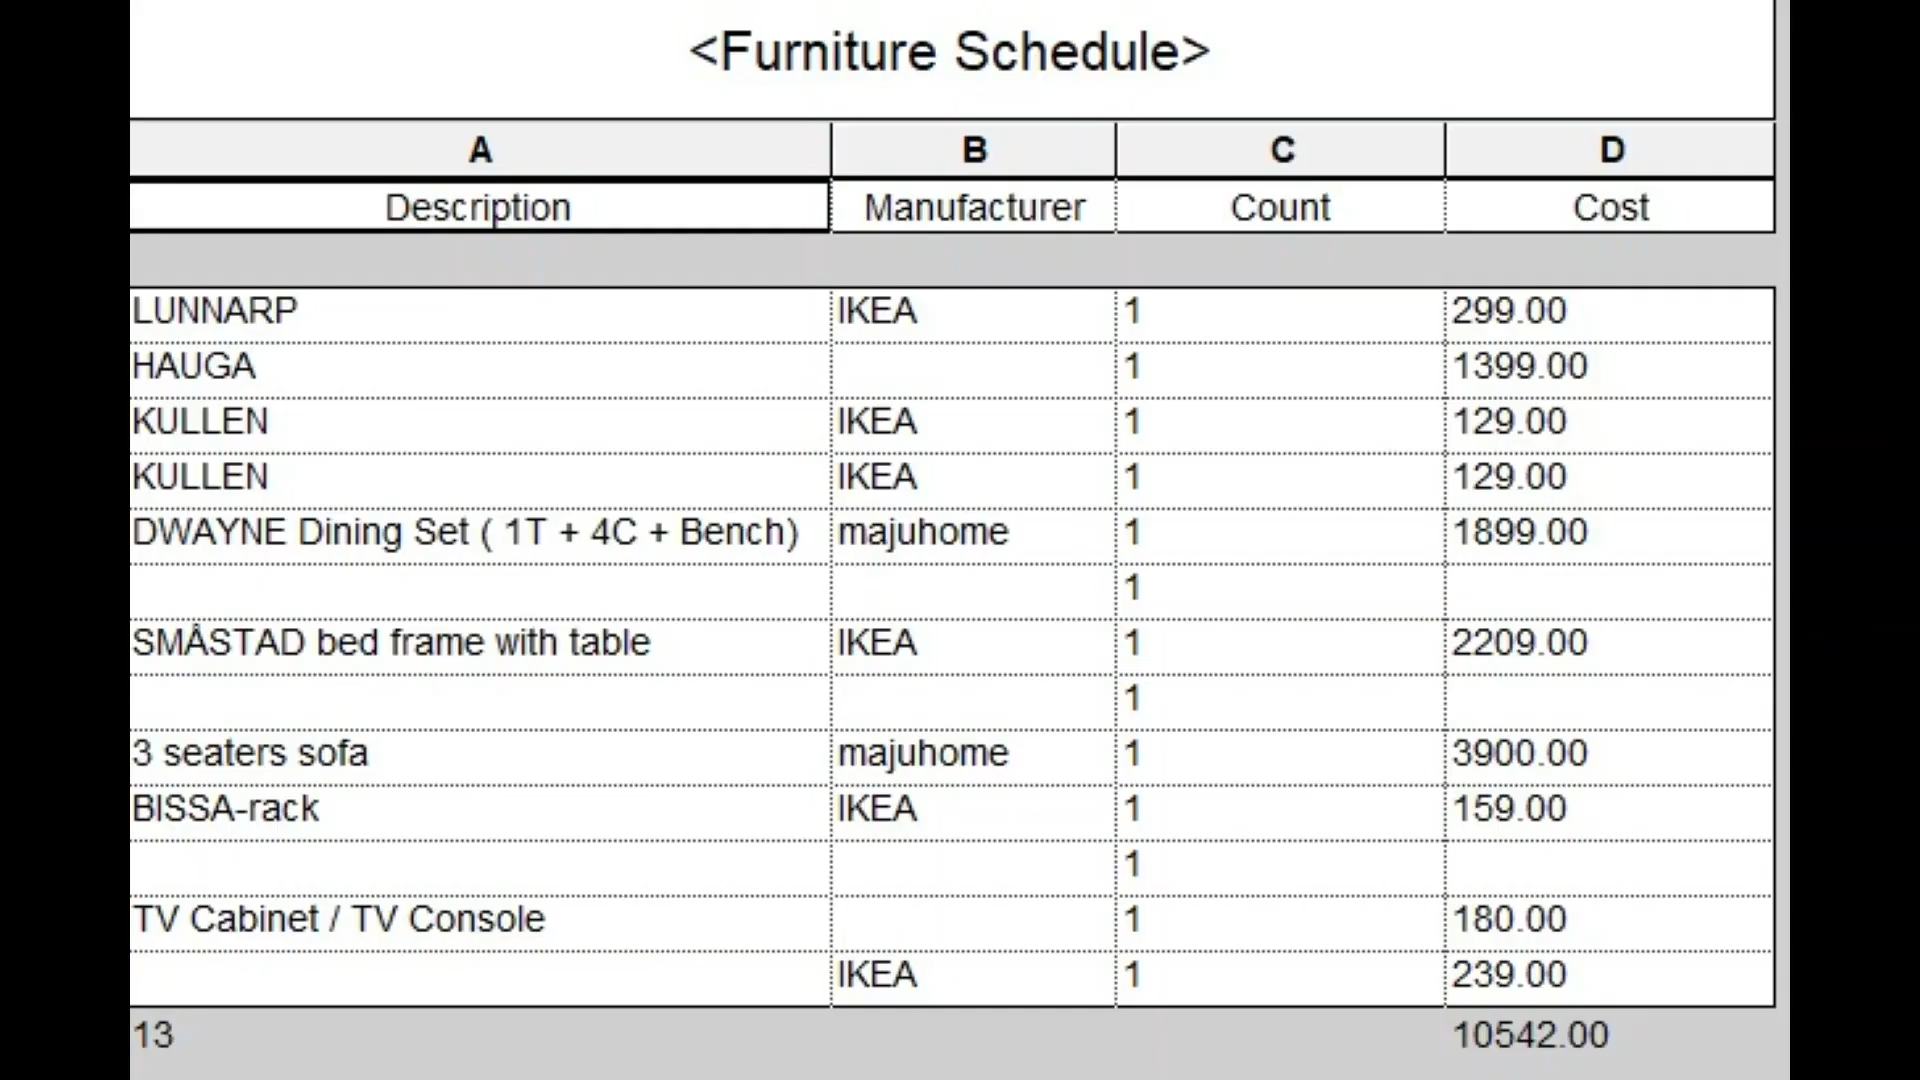 <Furniture Schedule>
A B C D
Description Manufacturer Count Cost
LUNNARP IKEA 1 299.00
HAUGA 1 1399.00
KULLEN IKEA 1 129.00
KULLEN IKEA 1 129.00
DWAYNE Dining Set ( 1T + 4C + Bench) majuhome 1 1899.00
1
SMÅSTAD bed frame with table IKEA 1 2209.00
1
3 seaters sofa majuhome 1 3900.00
BISSA-rack IKEA 1 159.00
1
TV Cabinet / TV Console 1 180.00
IKEA 1 239.00
13 10542.00